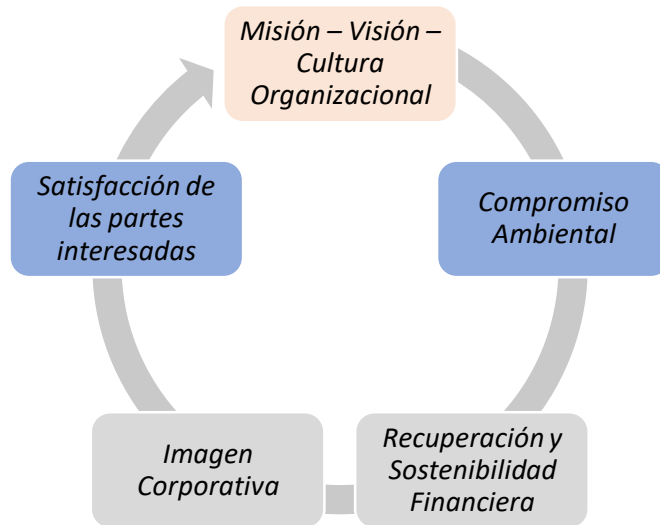 Misión – Visión –
Cultura
Organizacional
Compromiso
Ambiental
Recuperación y
Sostenibilidad
Financiera
Imagen
Corporativa
Satisfacción de
las partes
interesadas